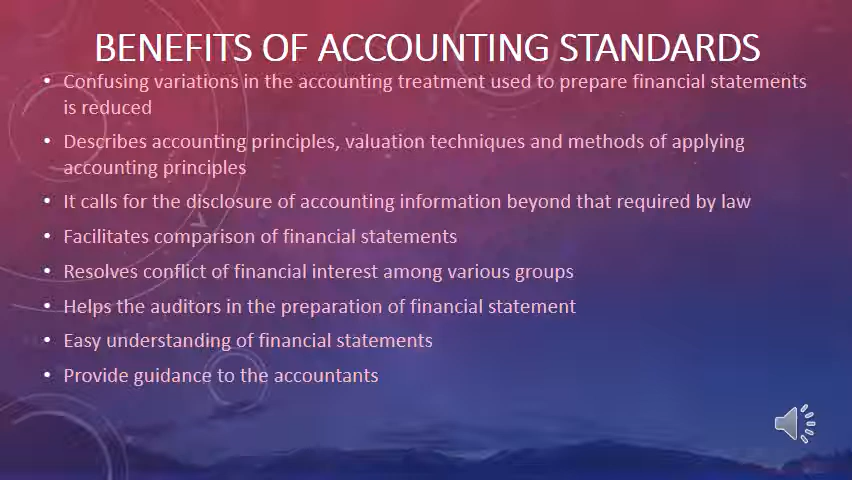 BENEFITS OF ACCOUNTING STANDARDS
• Confusing variations in the accounting treatment used to prepare financial statements
is reduced
• Describes accounting principles, valuation techniques and methods of applying
accounting principles
• It calls for the disclosure of accounting information beyond that required by law
• Facilitates comparison of financial statements
• Resolves conflict of financial interest among various groups
• Helps the auditors in the preparation of financial statement
• Easy understanding of financial statements
• Provide guidance to the accountants